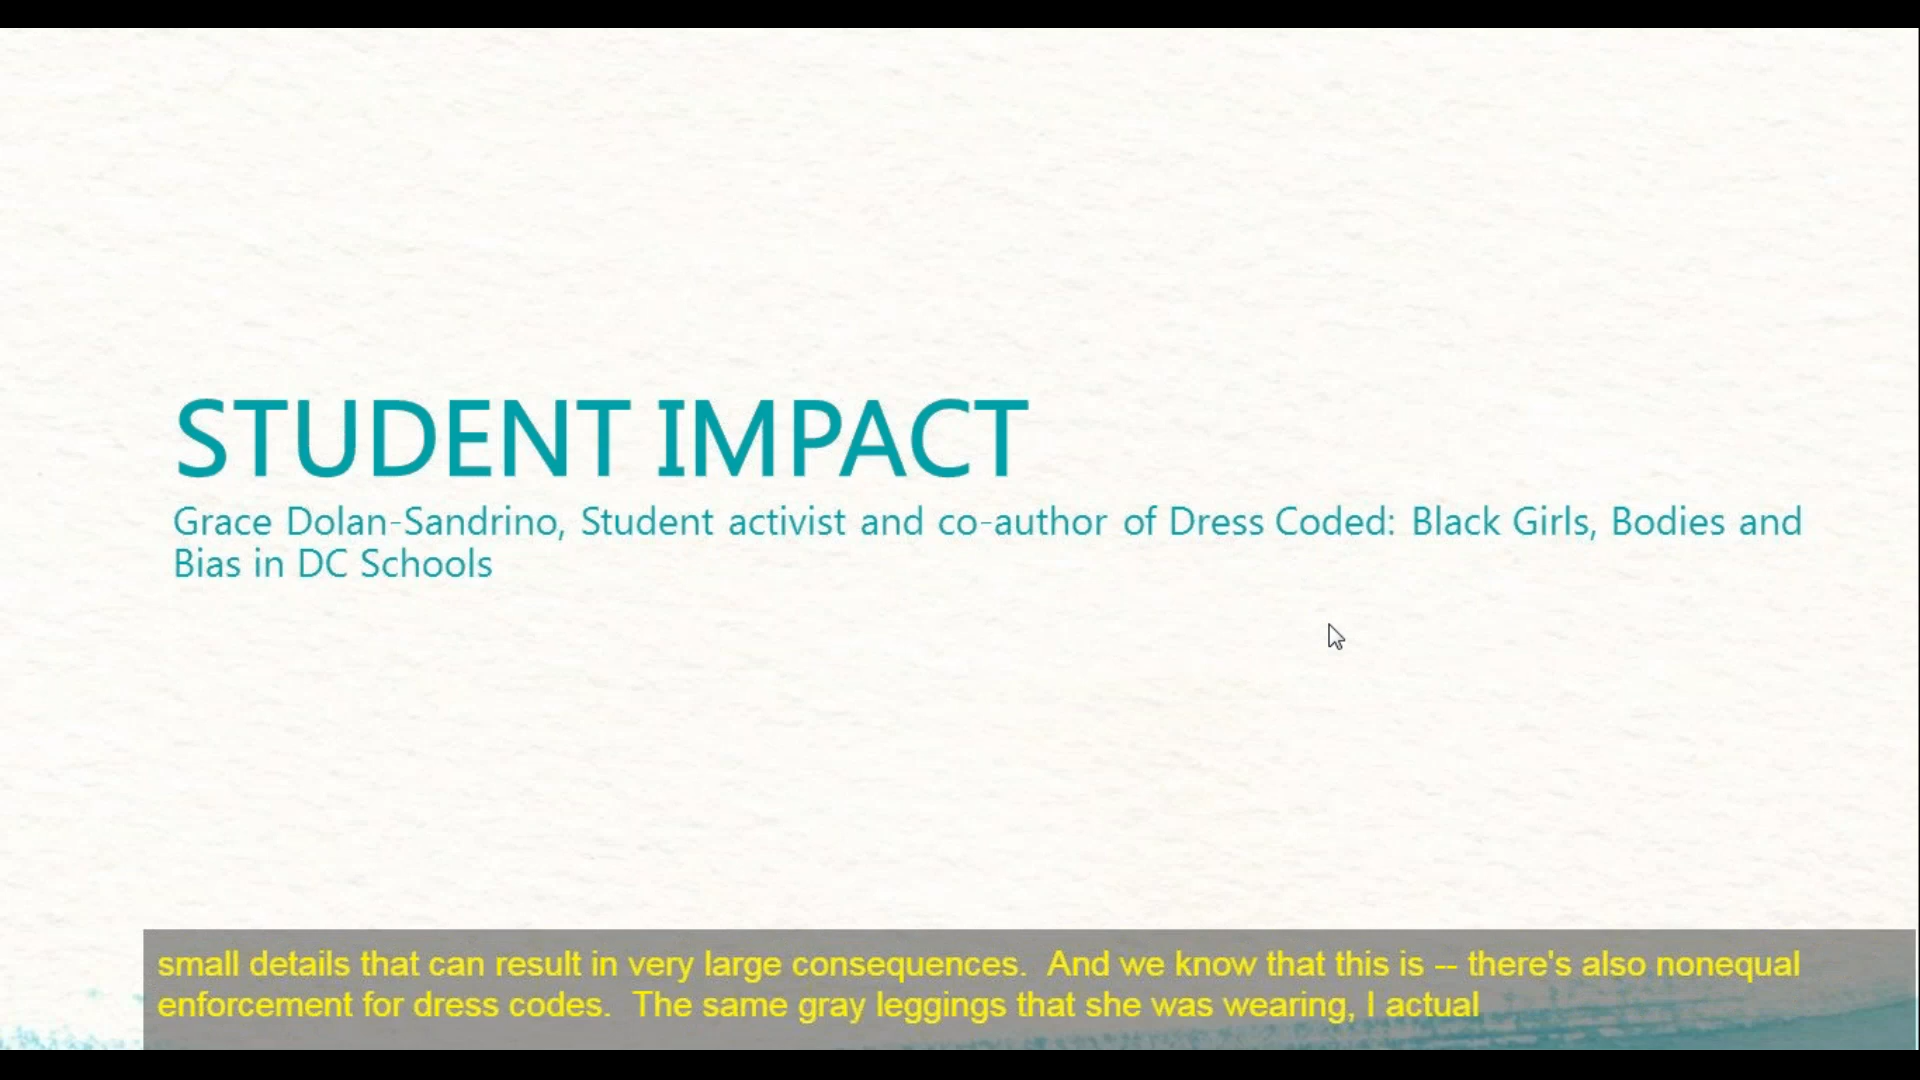 STUDENT IMPACT
Grace Dolan-Sandrino, Student activist and co-author of Dress Coded: Black Girls, Bodies and
Bias in DC Schools
small details that can result in very large consequences.  And we know that this is -- there's also nonequal
enforcement for dress codes.  The same gray leggings that she was wearing, I actual